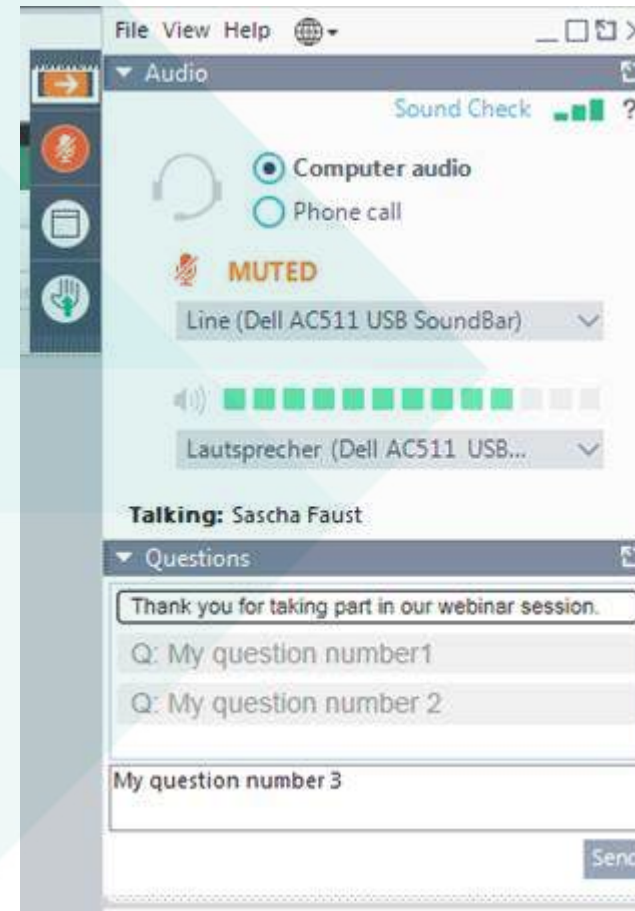 File View Help
Audio
Sound Check ?
Computer audio
Phone call
MUTED
Line (Dell AC511 USB SoundBar)
Lautsprecher (Dell AC511 USB...
Talking: Sascha Faust
Questions
Thank you for taking part in our webinar session.
Q: My question number1
Q: My question number 2
My question number 3
Send